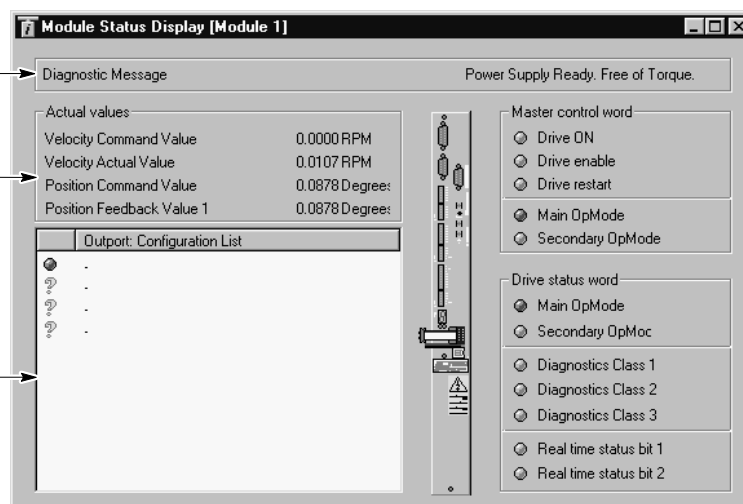 Module Status Display [Module 1]
Diagnostic Message Power Supply Ready. Free of Torque.
Actual values
Velocity Command Value 0.0000 RPM
Velocity Actual Value 0.0107 RPM
Position Command Value 0.0878 Degrees
Position Feedback Value 1 0.0878 Degrees
Outport: Configuration List
-
? -
? -
? -
Master control word
Drive ON
Drive enable
Drive restart
Main OpMode
Secondary OpMode
Drive status word
Main OpMode
Secondary OpMoc
Diagnostics Class 1
Diagnostics Class 2
Diagnostics Class 3
Real time status bit 1
Real time status bit 2